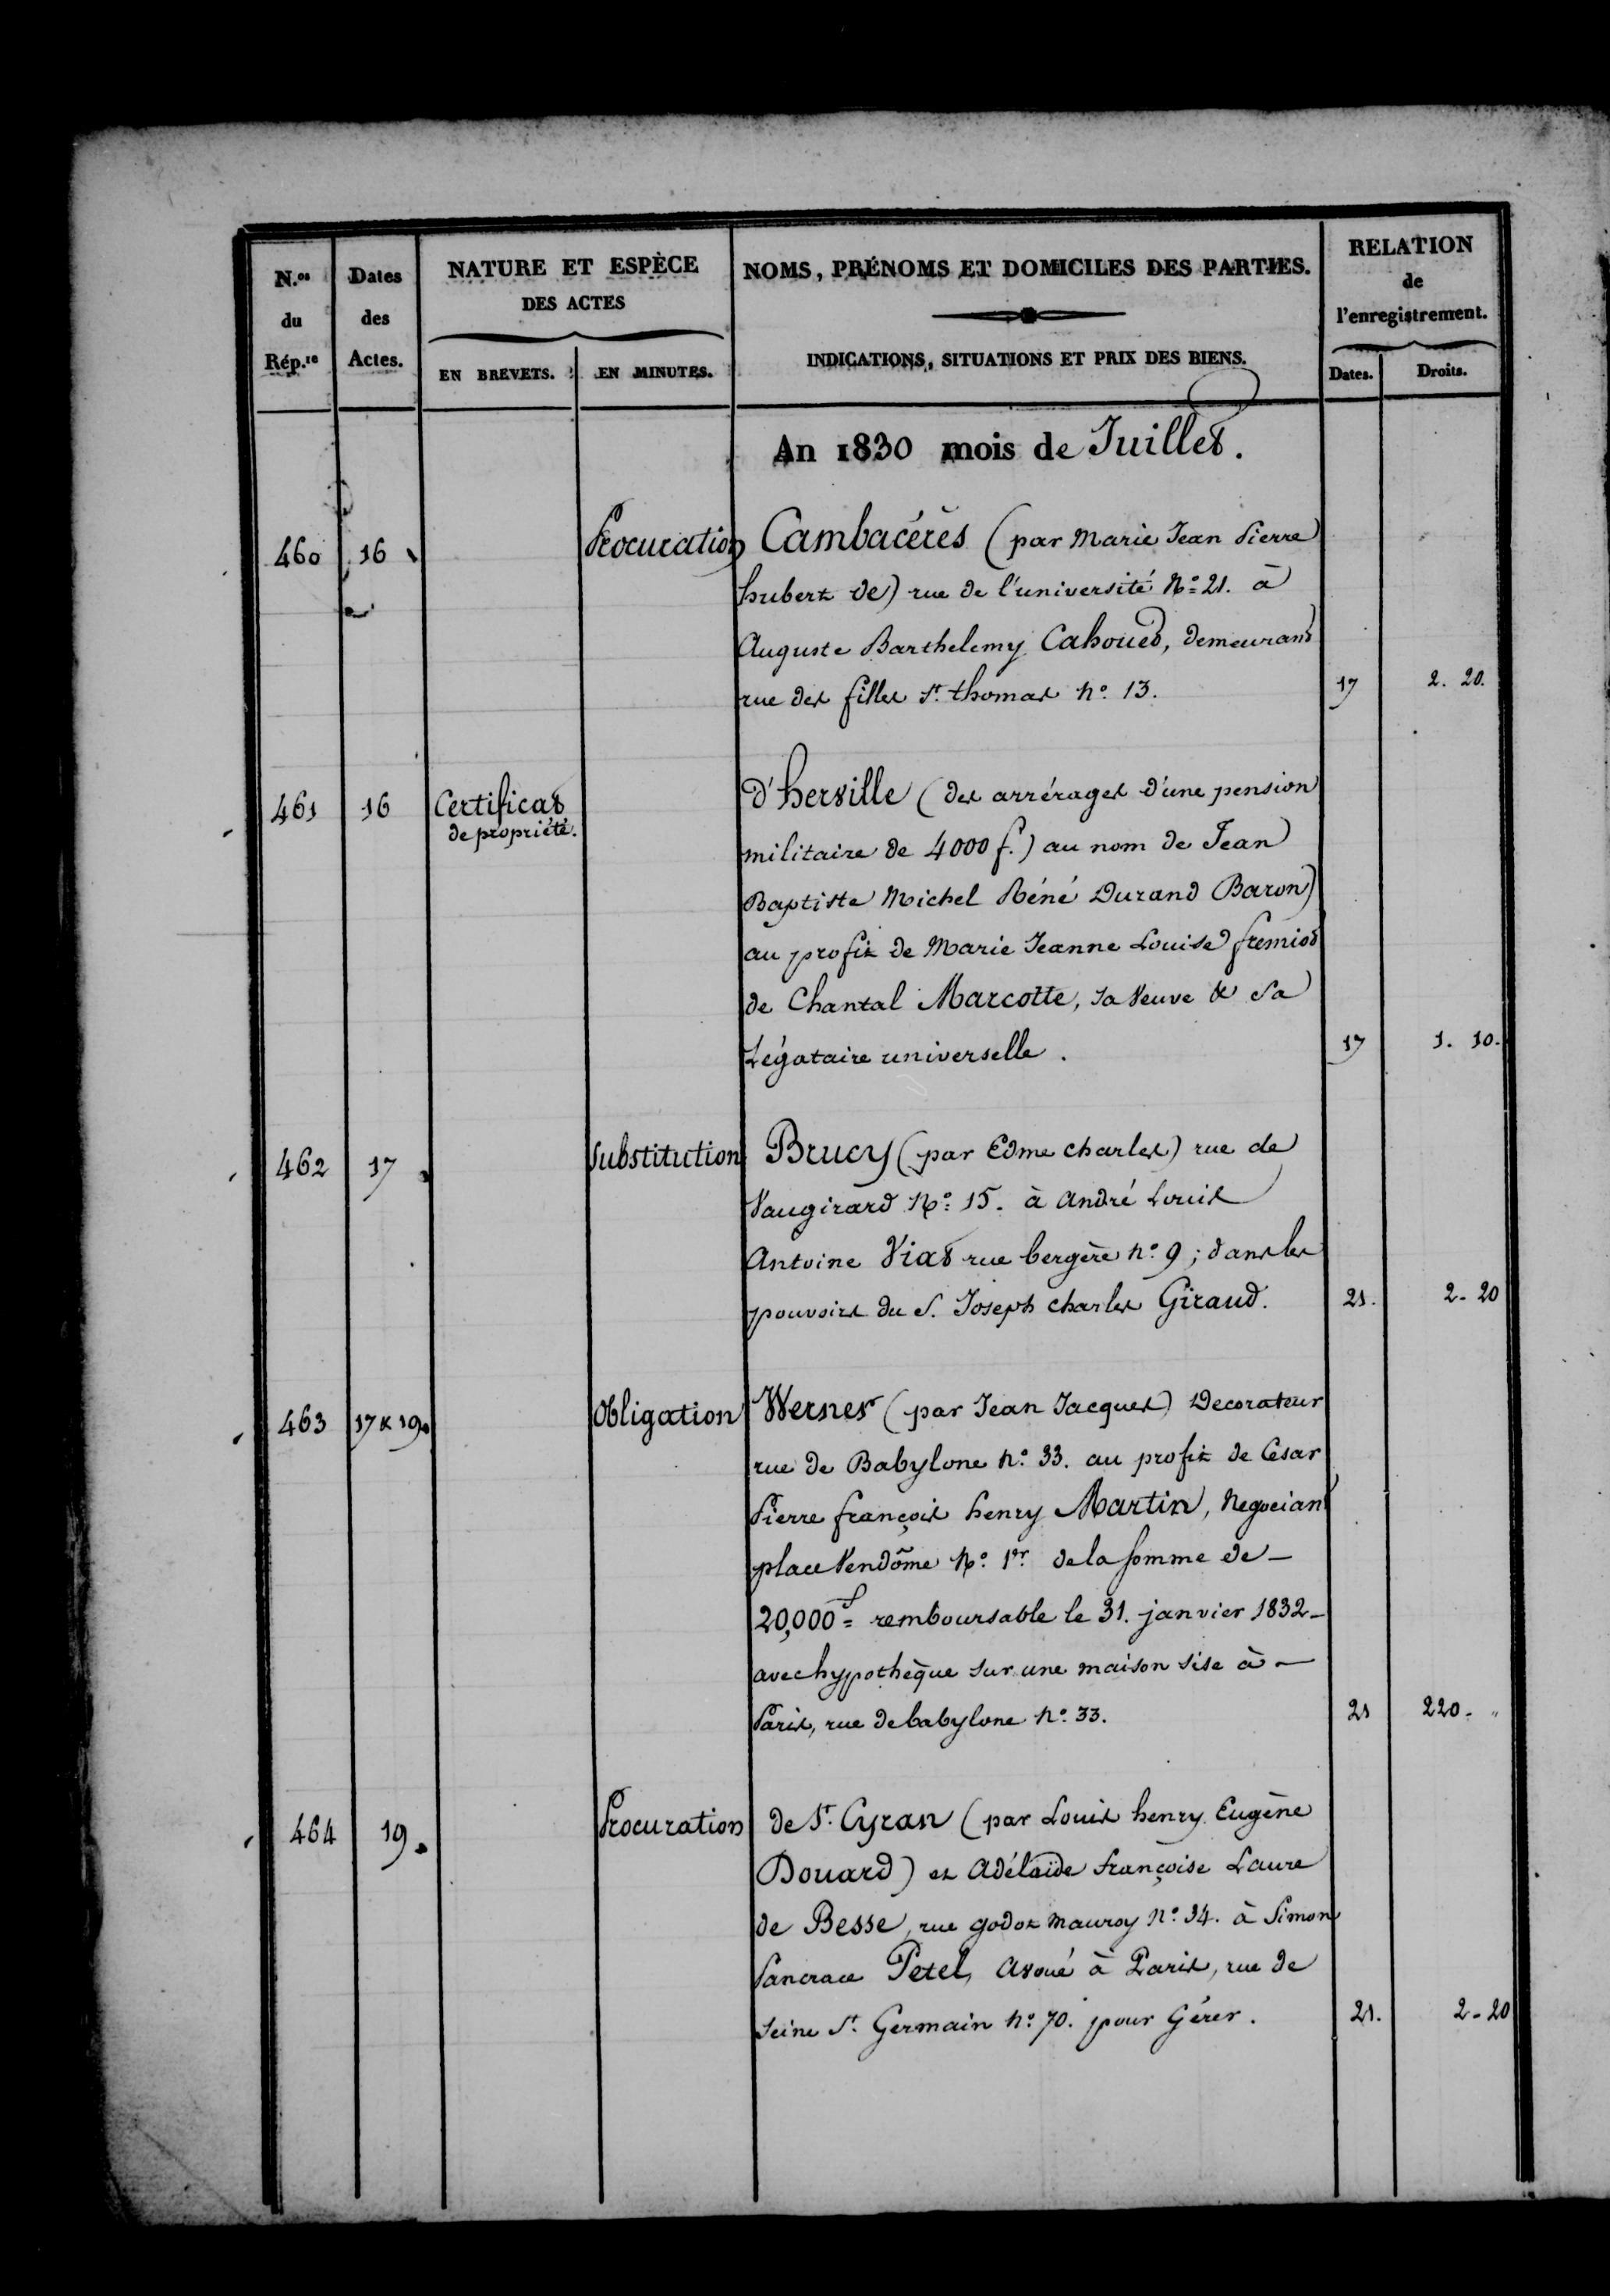 N.os du Rép.re
Dates des Actes.
NATURE ET ESPÈCE DES ACTES
EN BREVETS.
EN MINUTES.
NOMS, PRÉNOMS ET DOMICILES DES PARTIES.
INDICATIONS, SITUATIONS ET PRIX DES BIENS.
RELATION de l'enregistrement.
Dates.
Droits.
An 1830 mois de Juillet.
460 16 Procuration Cambacérès (par Marie Jean Pierre
hubert de) rue de l'université N.o 21. à
Auguste Barthelemy Cahouet, demeurant
rue des filles St. thomas n.o 13. 17 2. 20.
461 16 Certificat d'herville (des arrérages d'une pension
de propriété. militaire de 4000 f.) au nom de Jean
Baptiste Michel Réné Durand Baron)
au profit de Marie Jeanne Louise fremiot
de Chantal Marcotte, sa Veuve & sa
Légataire universelle. 17 1. 10.
462 17 substitution Brucy (par Edme charles) rue de
Vaugirard N.o 15. à André Louis
Antoine Viat rue bergère n.o 9; dans les
pouvoirs du S. Joseph charles Giraud. 21. 2-20
463 17 & 19 Obligation Werner (par Jean Jacques) Decorateur
rue de Babylone n.o 33. au profit de César
Pierre françois henry Martin, Negociant
place Vendôme N.o 1er. de la somme de -
20,000 f = remboursable le 31. janvier 1832-
avec hypothèque sur une maison sise à -
Paris, rue de babylone n.o 33. 21 220. "
464 19. Procuration de St. Cyran (par Louis henry Eugène
Douard) et Adélaïde françoise Laure
de Besse, rue godot Mauroy N.o 34. à Simon
Pancrace Petel, Avoué à Paris, rue de
Seine St. Germain n.o 70. pour Gérer. 21. 2-20